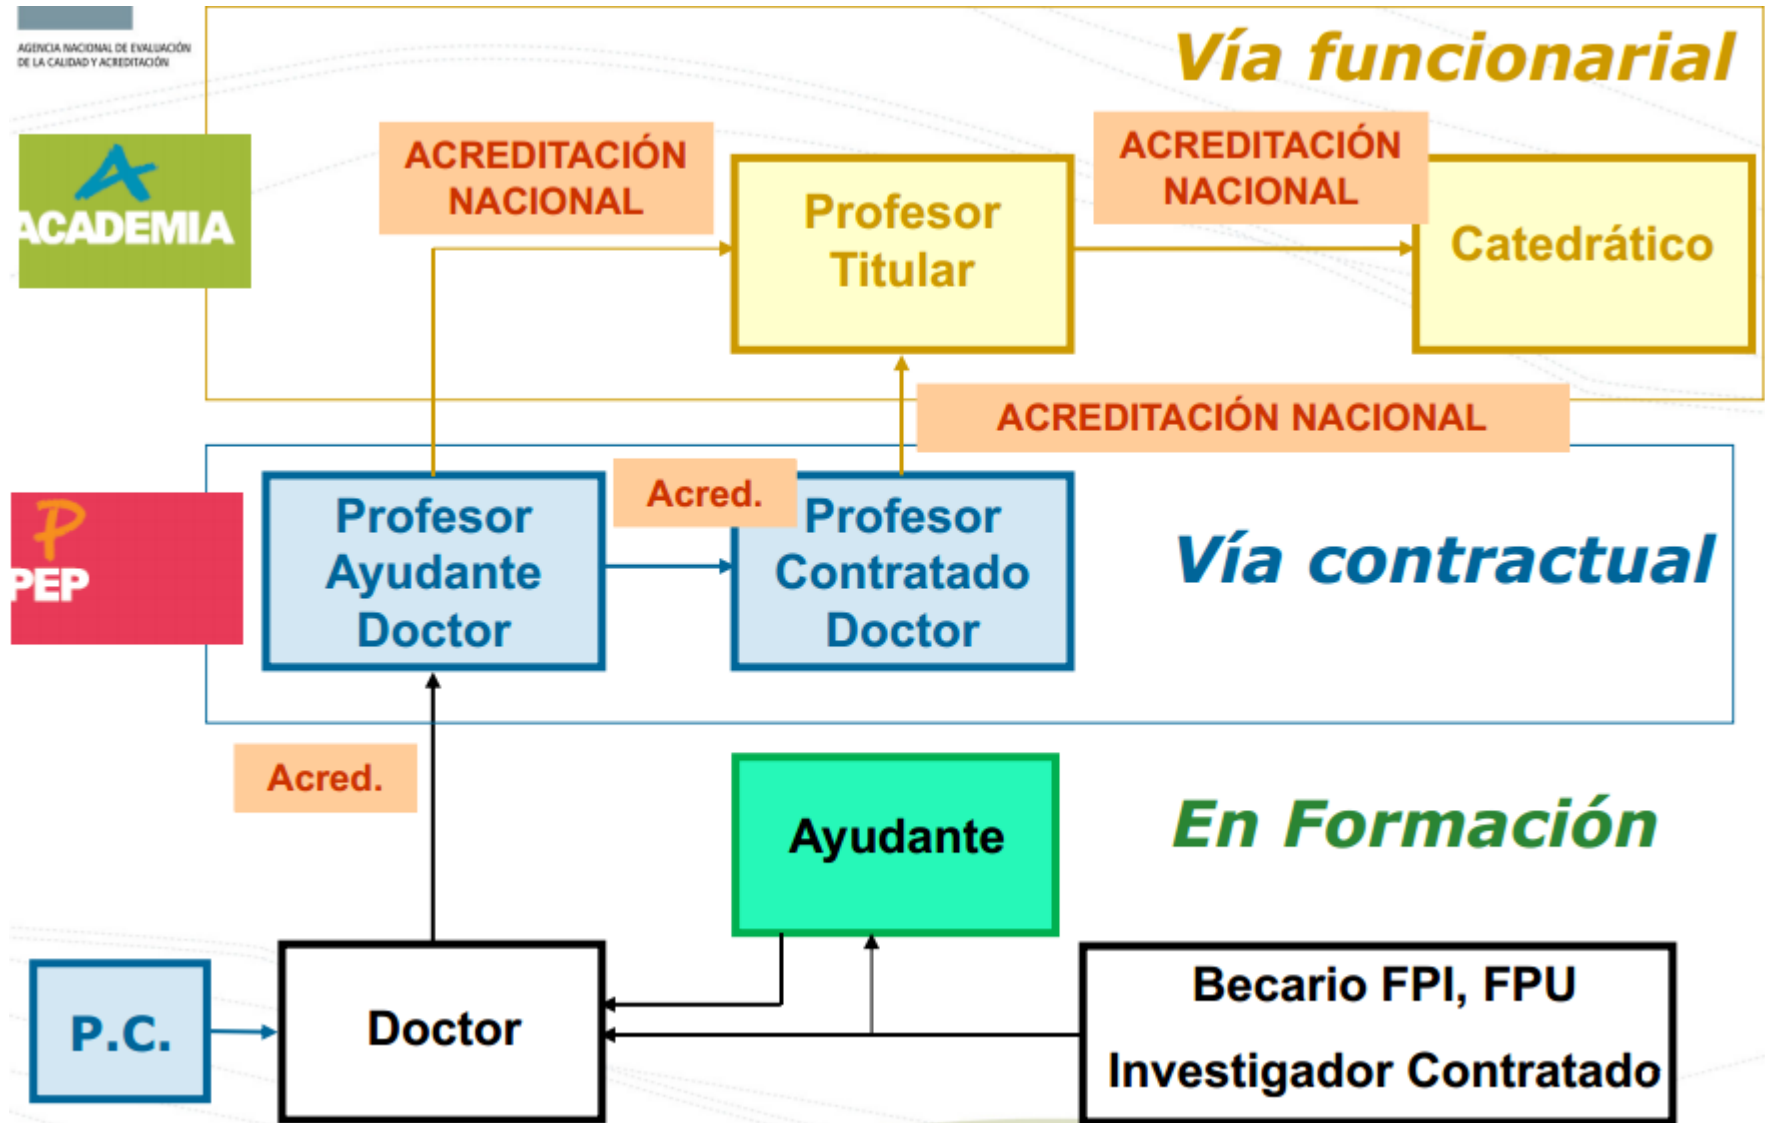 AGENCIA NACIONAL DE EVALUACIÓN
DE LA CALIDAD Y ACREDITACIÓN
Vía funcionarial
ACADEMIA
ACREDITACIÓN
NACIONAL
Profesor
Titular
ACREDITACIÓN
NACIONAL
Catedrático
ACREDITACIÓN NACIONAL
PEP
Profesor
Ayudante
Doctor
Acred.
Profesor
Contratado
Doctor
Vía contractual
Acred.
Ayudante
En Formación
P.C.
Doctor
Becario FPI, FPU
Investigador Contratado